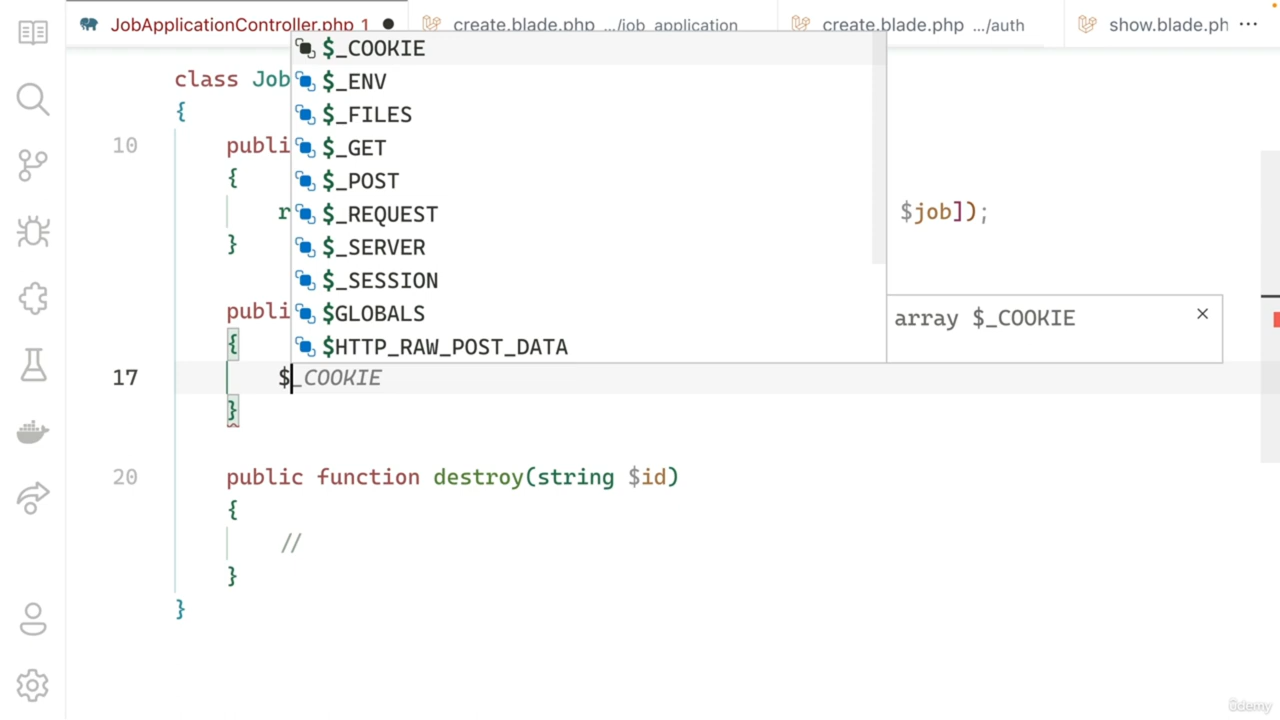 JobApplicationController.php 1
create.blade.php .../job_application
create.blade.php .../auth
show.blade.ph ...
class Job
{
10 publi
{
r $job]);
}
publi
{
17 $_COOKIE
}
20 public function destroy(string $id)
{
//
}
}
$_COOKIE
$_ENV
$_FILES
$_GET
$_POST
$_REQUEST
$_SERVER
$_SESSION
$GLOBALS
$HTTP_RAW_POST_DATA
array $_COOKIE
ûdemy